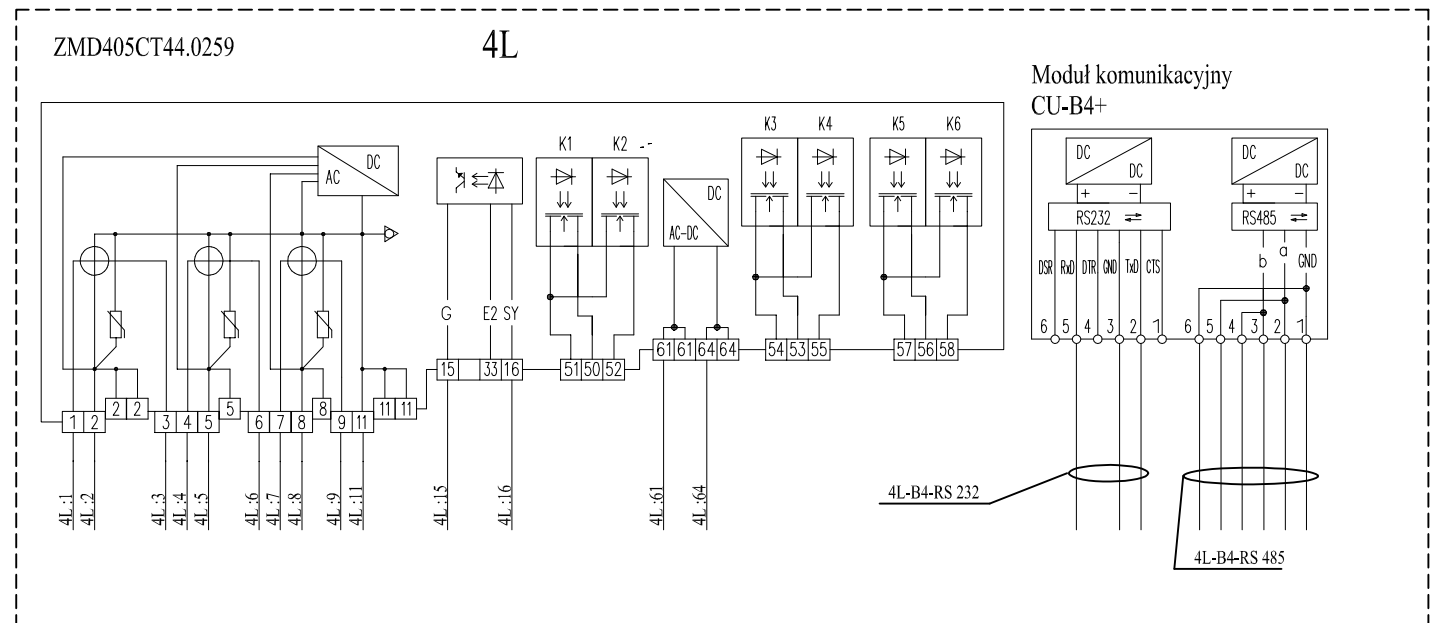 ZMD405CT44.0259
4L
Moduł komunikacyjny
CU-B4+
K1
K2
K3
K4
K5
K6
DC
AC
DC
AC-DC
DC
DC
DC
DC
+
−
+
−
RS232
RS485
DSR
RxD
DTR
GND
TxD
CTS
b
a
GND
G
E2
SY
6
5
4
3
2
1
6
5
4
3
2
1
61
61
64
64
54
53
55
57
56
58
15
33
16
51
50
52
1
2
2
2
3
4
5
5
6
7
8
8
9
11
11
11
4L:1
4L:2
4L:3
4L:4
4L:5
4L:6
4L:7
4L:8
4L:9
4L:11
4L:15
4L:16
4L:61
4L:64
4L-B4-RS 232
4L-B4-RS 485